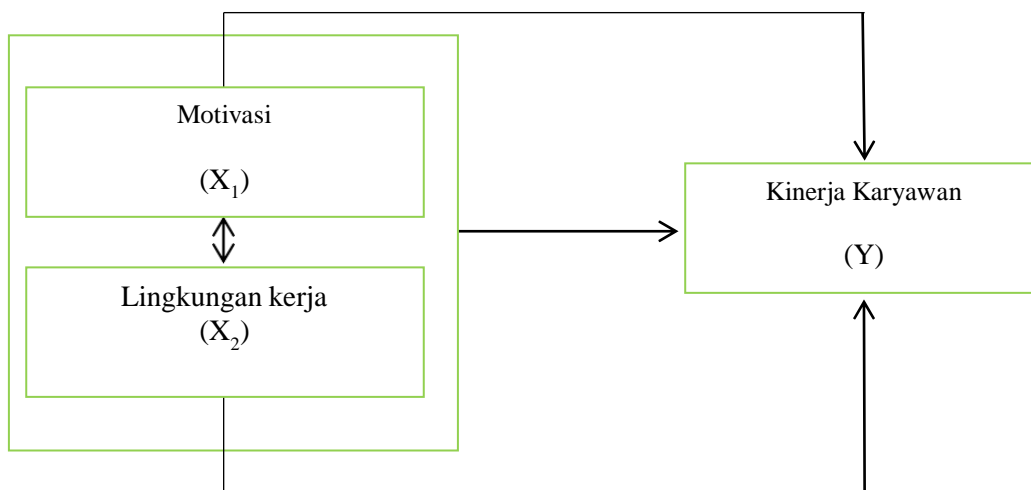 Motivasi
(X₁)
Lingkungan kerja
(X₂)
Kinerja Karyawan
(Y)